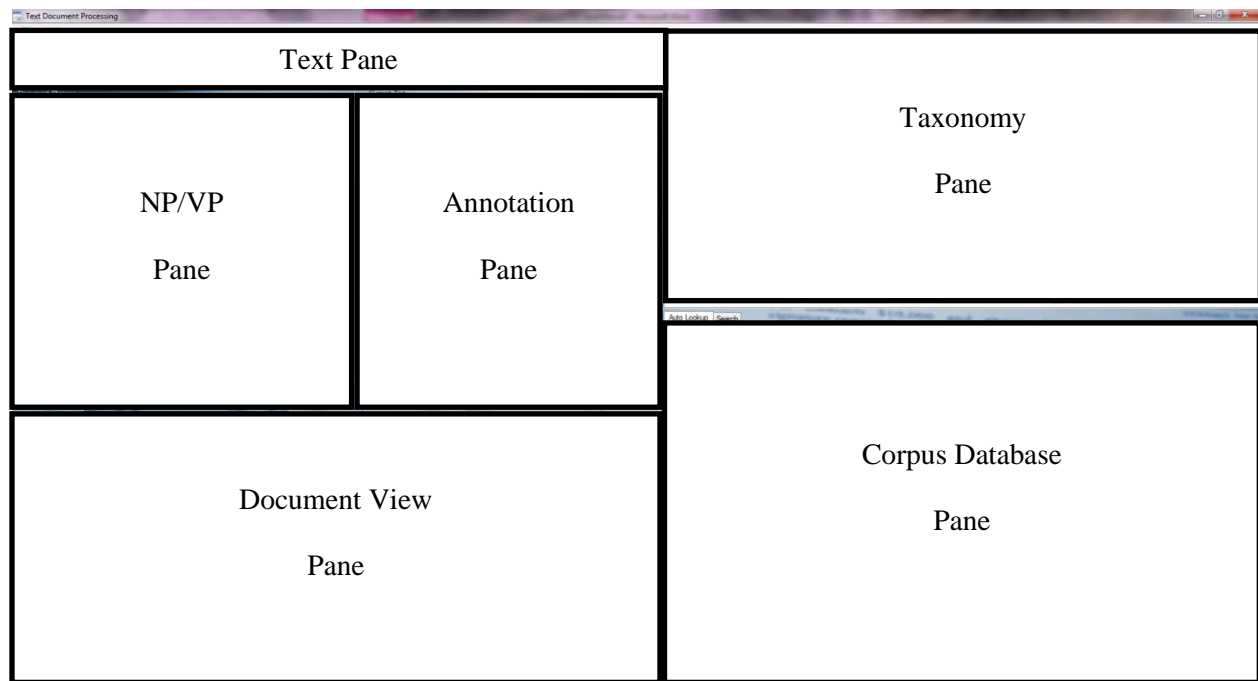 Text Document Processing
Text Pane
NP/VP
Pane
Annotation
Pane
Document View
Pane
Taxonomy
Pane
Auto Lookup Search
Corpus Database
Pane